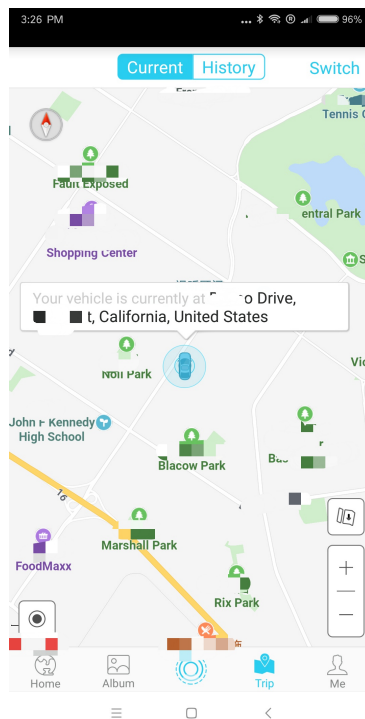 3:26 PM
96%
Current
History
Switch
Tennis
Fault Exposed
entral Park
Shopping Center
Your vehicle is currently at Drive,
California, United States
Noll Park
John F Kennedy
High School
Blacow Park
16
Marshall Park
FoodMaxx
Rix Park
Home
Album
Trip
Me